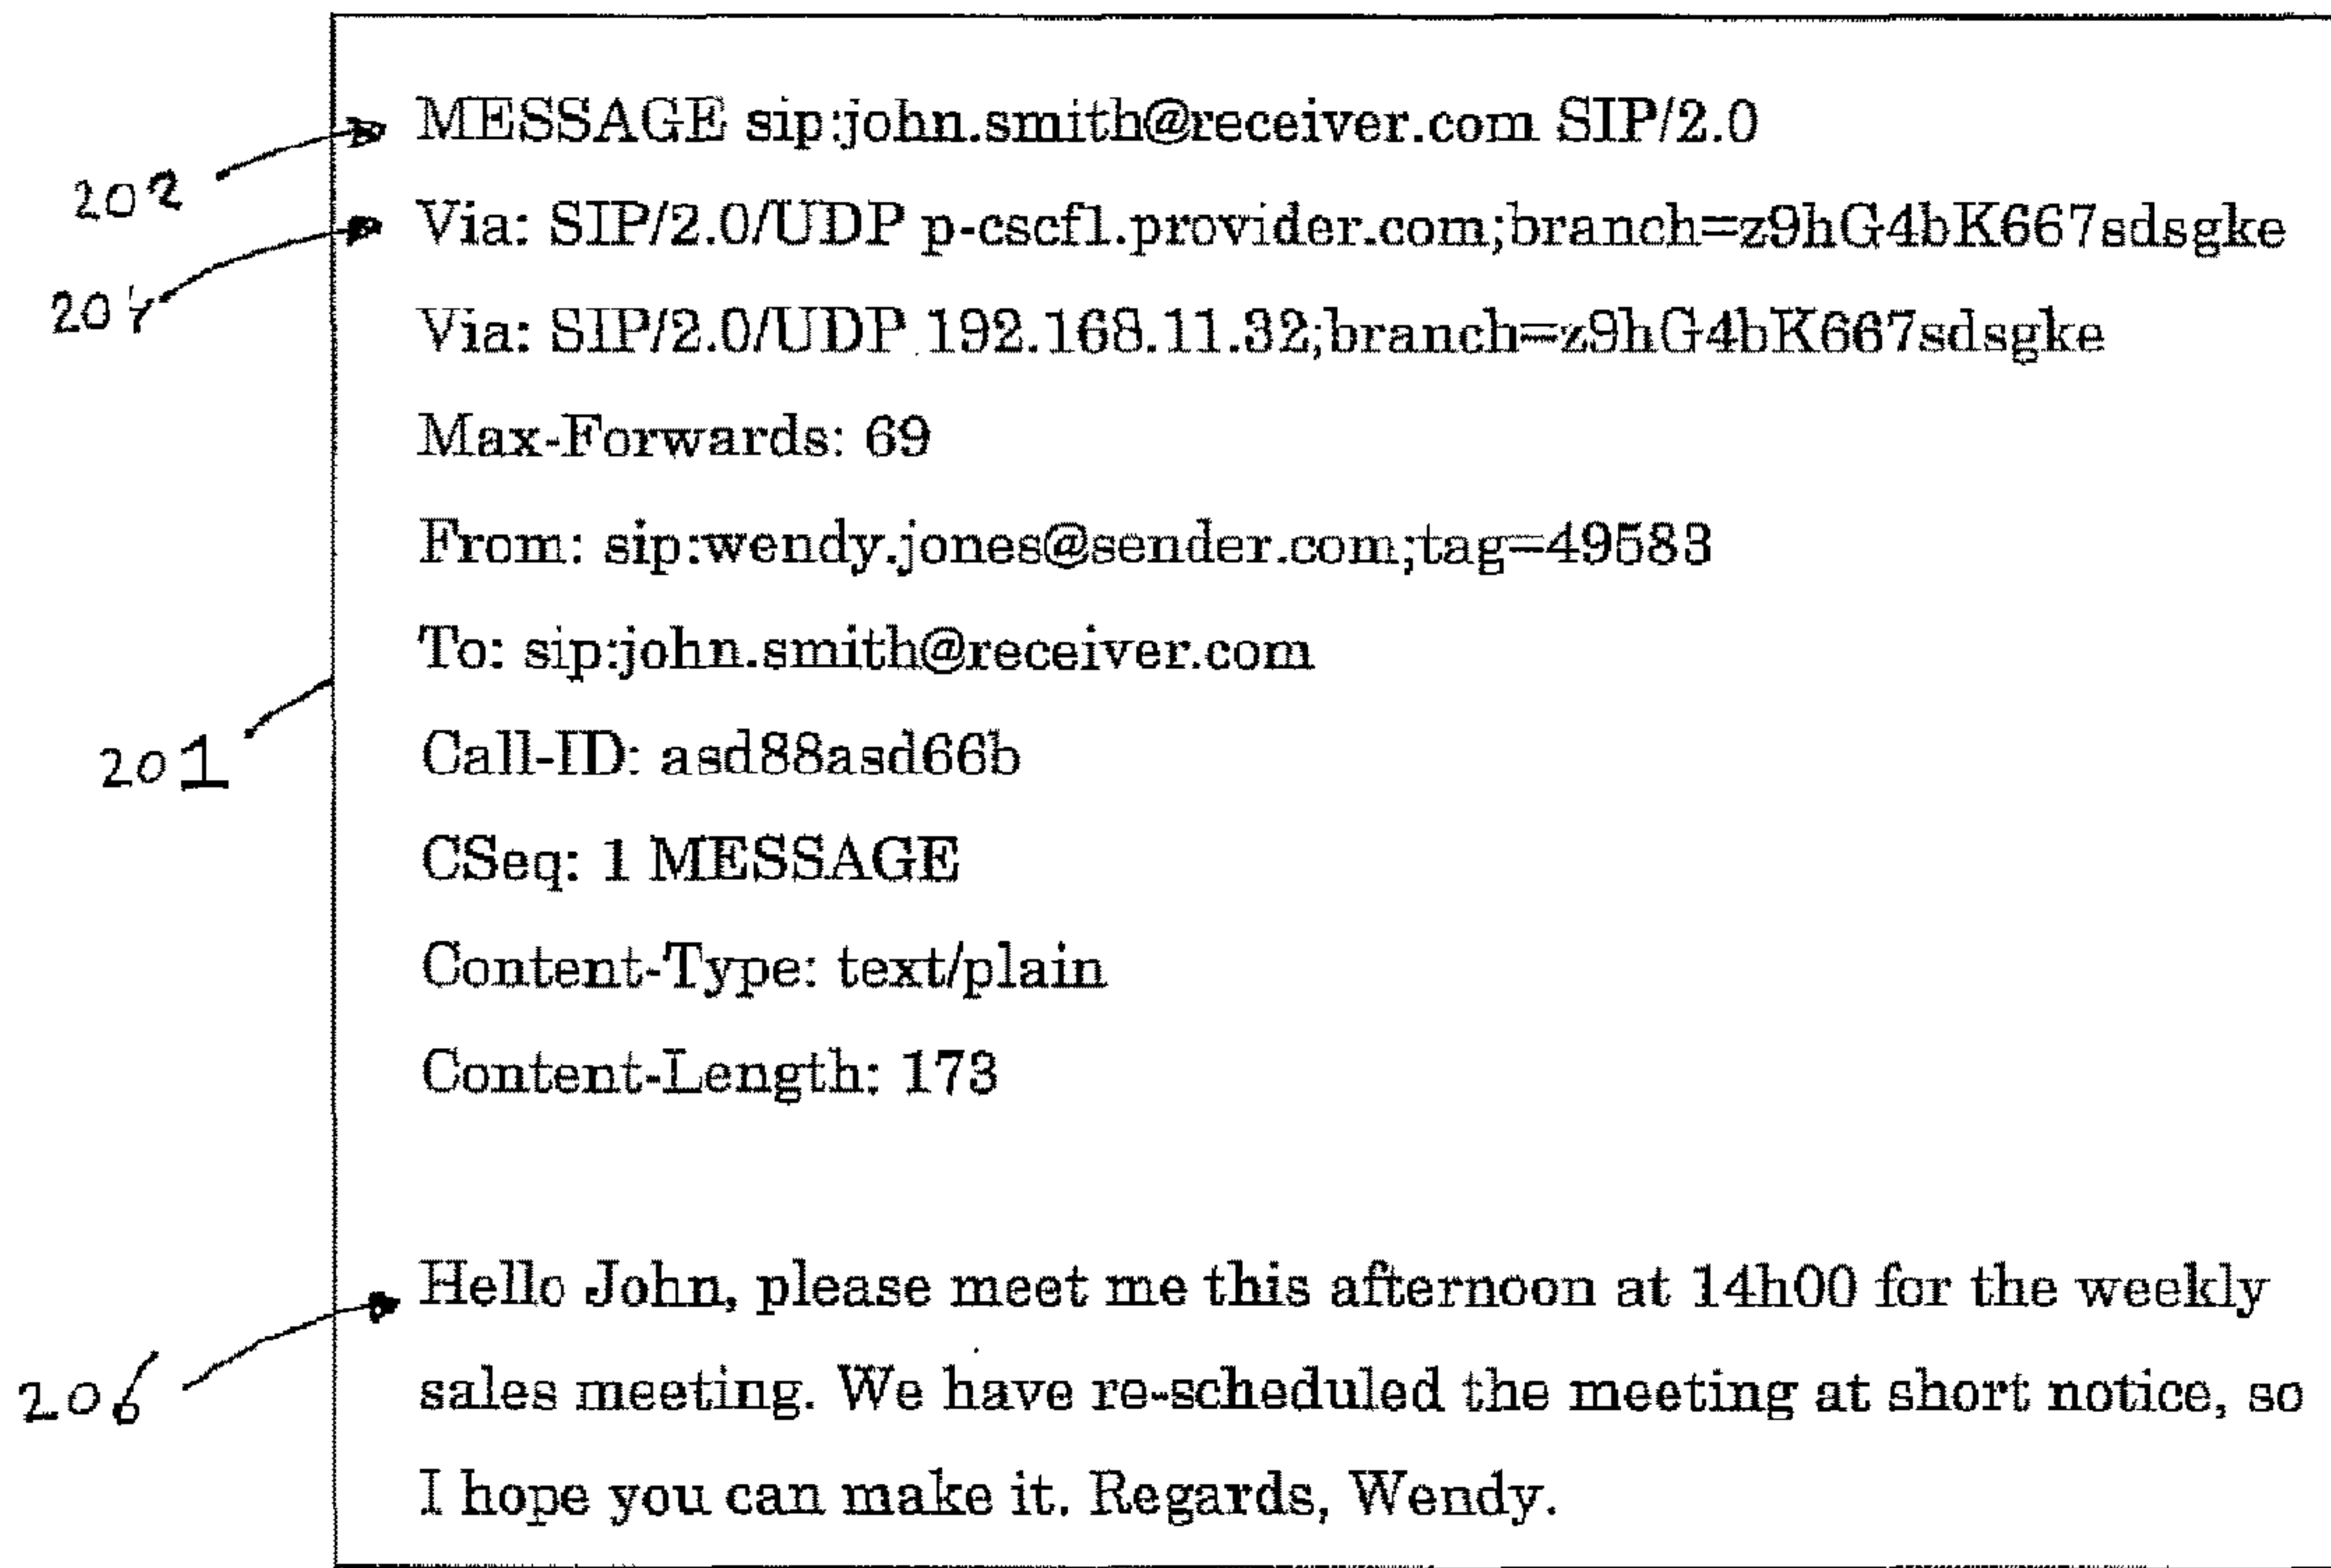 202 MESSAGE sip:john.smith@receiver.com SIP/2.0
204 Via: SIP/2.0/UDP p-cscf1.provider.com;branch=z9hG4bK667sdsgke
Via: SIP/2.0/UDP 192.168.11.32;branch=z9hG4bK667sdsgke
Max-Forwards: 69
From: sip:wendy.jones@sender.com;tag=49583
To: sip:john.smith@receiver.com
201
Call-ID: asd88asd66b
CSeq: 1 MESSAGE
Content-Type: text/plain
Content-Length: 173
206 Hello John, please meet me this afternoon at 14h00 for the weekly
sales meeting. We have re-scheduled the meeting at short notice, so
I hope you can make it. Regards, Wendy.